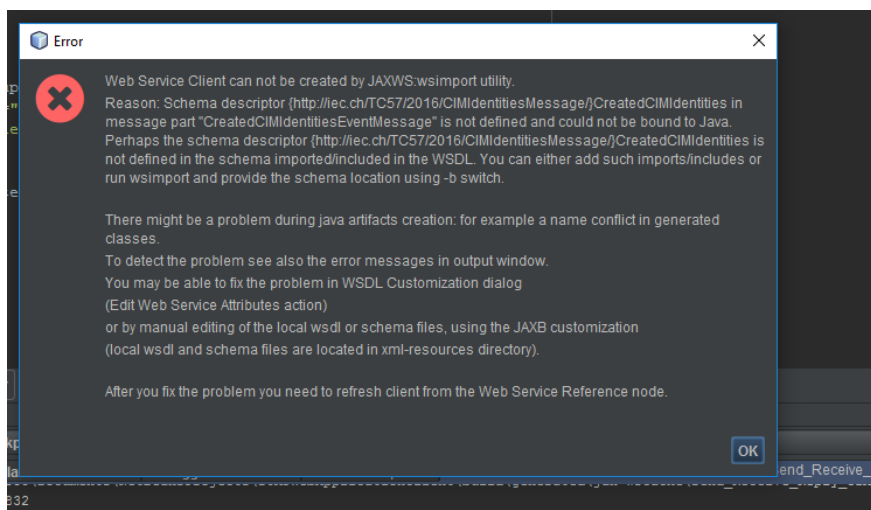 Error
Web Service Client can not be created by JAXWS:wsimport utility.
Reason: Schema descriptor {http://iec.ch/TC57/2016/CIMIdentitiesMessage/}CreatedCIMIdentities in
message part "CreatedCIMIdentitiesEventMessage" is not defined and could not be bound to Java.
Perhaps the schema descriptor {http://iec.ch/TC57/2016/CIMIdentitiesMessage/}CreatedCIMIdentities is
not defined in the schema imported/included in the WSDL. You can either add such imports/includes or
run wsimport and provide the schema location using -b switch.
There might be a problem during java artifacts creation: for example a name conflict in generated
classes.
To detect the problem see also the error messages in output window.
You may be able to fix the problem in WSDL Customization dialog
(Edit Web Service Attributes action)
or by manual editing of the local wsdl or schema files, using the JAXB customization
(local wsdl and schema files are located in xml-resources directory).
After you fix the problem you need to refresh client from the Web Service Reference node.
OK
end_Receive_
832